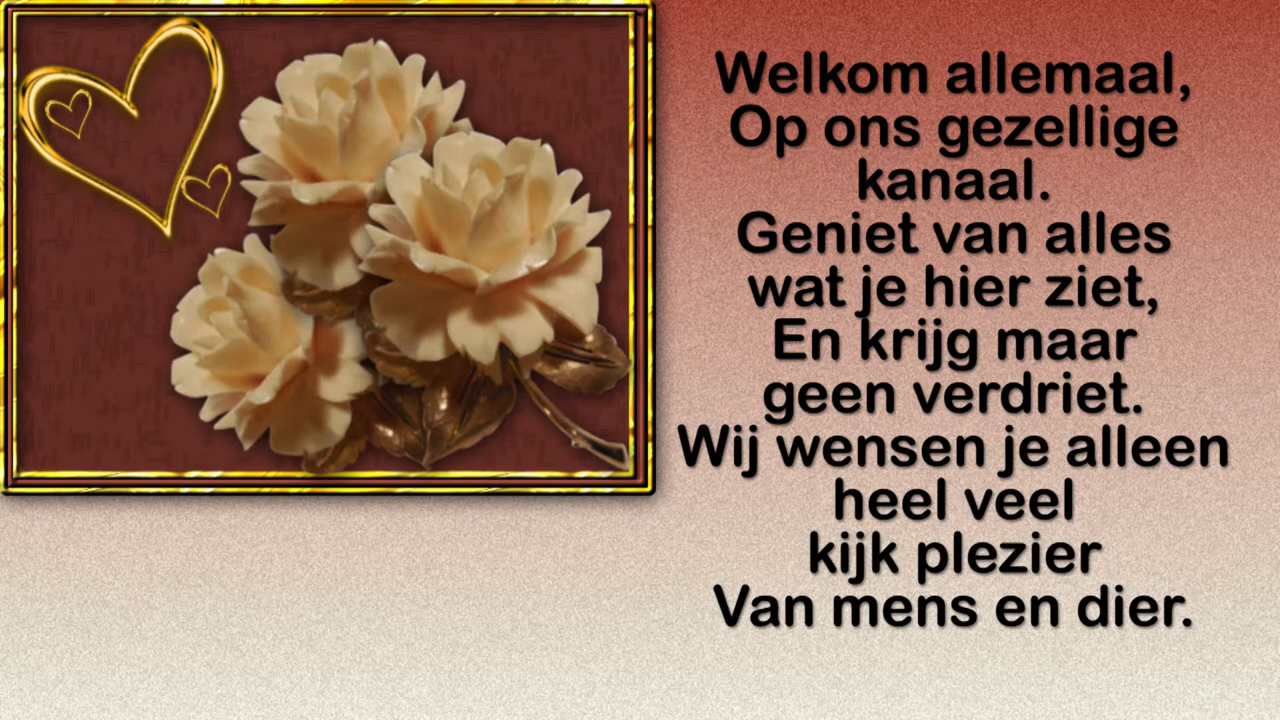 Welkom allemaal,
Op ons gezellige
kanaal.
Geniet van alles
wat je hier ziet,
En krijg maar
geen verdriet.
Wij wensen je alleen
heel veel
kijk plezier
Van mens en dier.